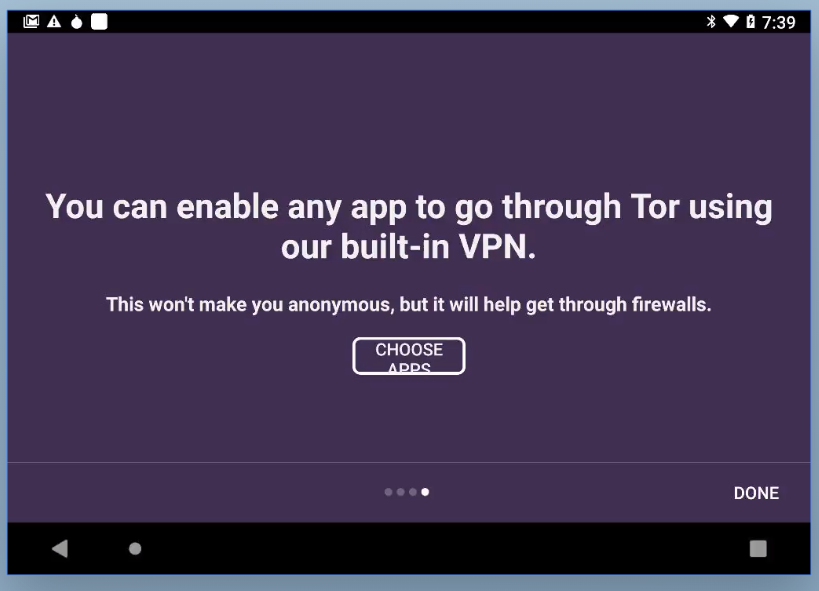 7:39
You can enable any app to go through Tor using
our built-in VPN.
This won't make you anonymous, but it will help get through firewalls.
CHOOSE
APPS
DONE